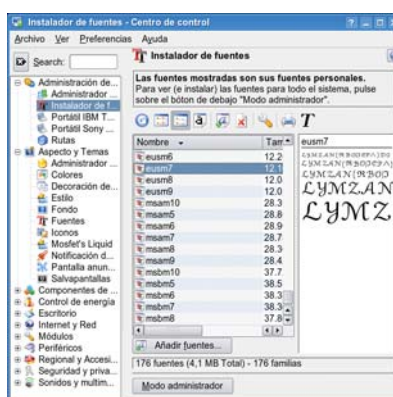 Instalador de fuentes - Centro de control
Archivo Ver Preferencias Ayuda
Search:
Administración de...
Administrador ...
Instalador de f...
Portátil IBM T...
Portátil Sony ...
Rutas
Aspecto y Temas
Administrador ...
Colores
Decoración de...
Estilo
Fondo
Fuentes
Iconos
Mosfet's Liquid
Notificación d...
Pantalla anun...
Salvapantallas
Componentes de ...
Control de energía
Escritorio
Internet y Red
Módulos
Periféricos
Regional y Accesi...
Seguridad y priva...
Sonidos y multim...
Instalador de fuentes
Las fuentes mostradas son sus fuentes personales.
Para ver (e instalar) las fuentes para todo el sistema, pulse
sobre el bóton de debajo "Modo administrador".
Nombre Tam
eusm6 12.2
eusm7 12.1
eusm8 12.0
eusm9 12.0
msam10 28.3
msam5 28.8
msam6 28.9
msam7 28.7
msam8 28.3
msam9 28.4
msbm10 37.7
msbm5 38.5
msbm6 38.3
msbm7 38.3
msbm8 37.8
eusm7
LYMZAN
LYMZ
Añadir fuentes...
176 fuentes (4,1 MB Total) - 176 familias
Modo administrador